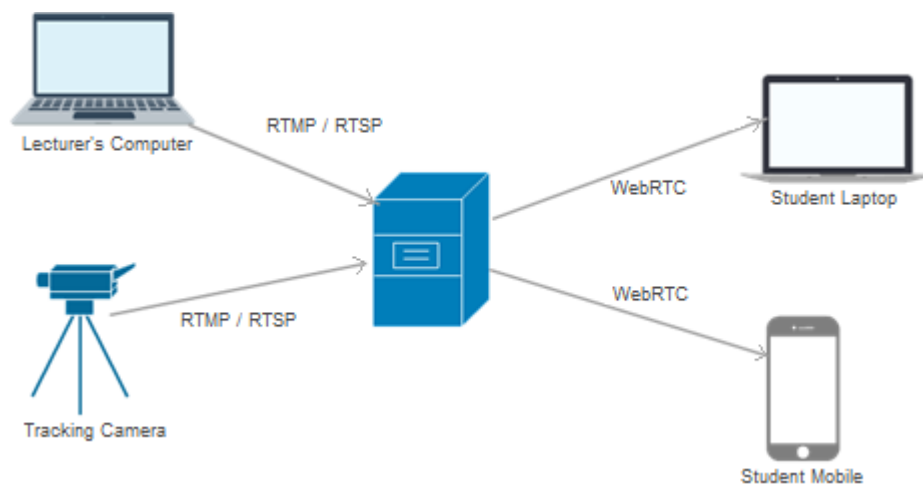 RTMP / RTSP
Lecturer's Computer
WebRTC
Student Laptop
WebRTC
RTMP / RTSP
Tracking Camera
Student Mobile